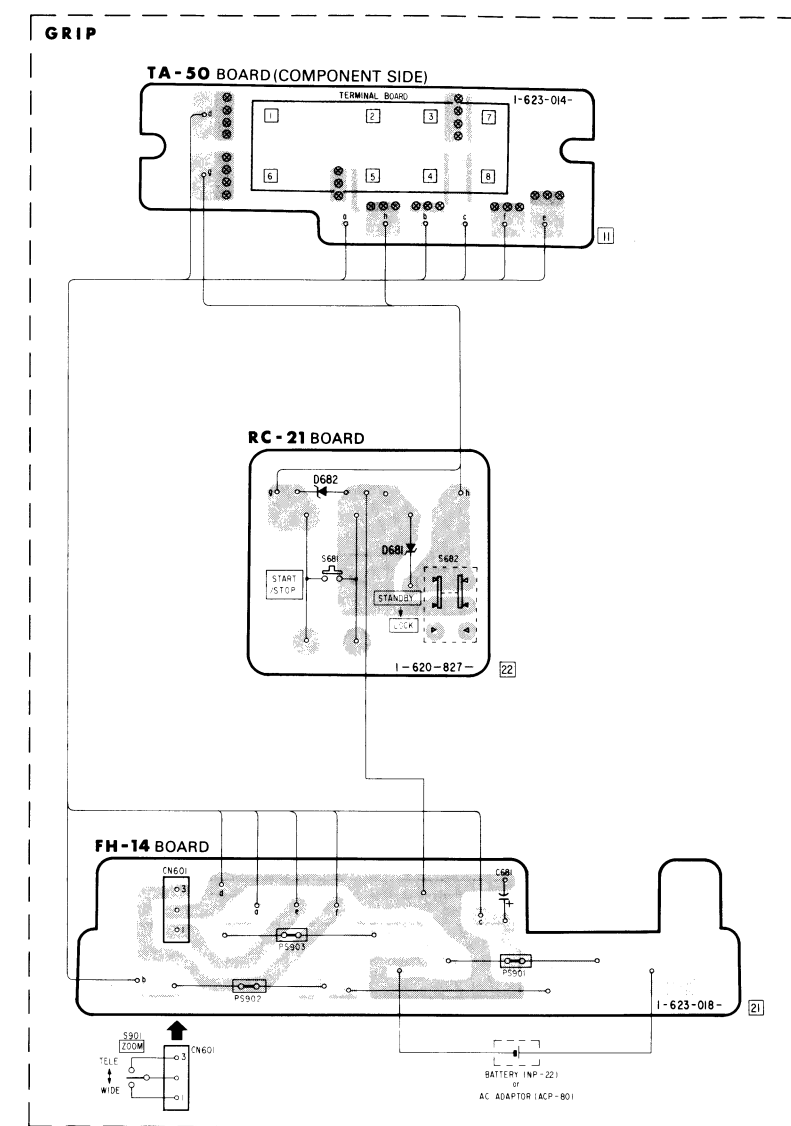 GRIP
TA-50 BOARD (COMPONENT SIDE)
TERMINAL BOARD
1-623-014-
d
1
2
3
7
g
6
5
4
8
a
h
b
c
f
e
11
RC-21 BOARD
D682
g
h
D681
S682
S681
START
/STOP
STANDBY
LOCK
1-620-827-
22
FH-14 BOARD
CN601
C681
3
d
a
e
f
c
+
1
PS903
PS901
b
PS902
1-623-018-
21
S901
ZOOM
CN601
TELE
3
WIDE
1
BATTERY (NP-22)
or
AC ADAPTOR (ACP-80)